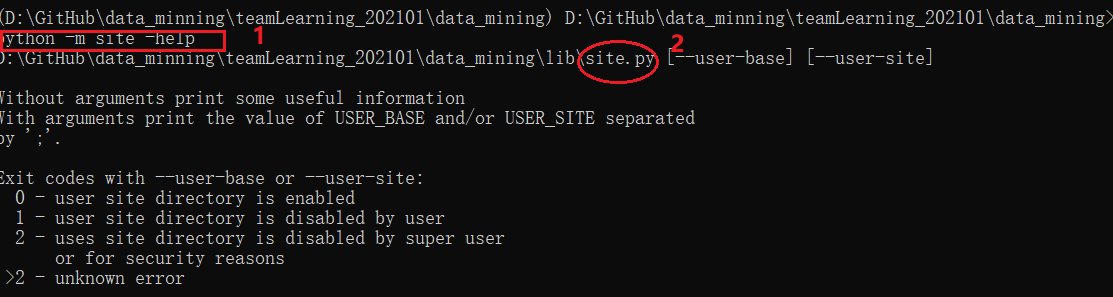 (D:\GitHub\data_minning\teamLearning_202101\data_mining) D:\GitHub\data_minning\teamLearning_202101\data_mining>
python -m site -help 1
D:\GitHub\data_minning\teamLearning_202101\data_mining\lib\site.py [--user-base] [--user-site] 2
Without arguments print some useful information
With arguments print the value of USER_BASE and/or USER_SITE separated
by ';'.
Exit codes with --user-base or --user-site:
0 - user site directory is enabled
1 - user site directory is disabled by user
2 - uses site directory is disabled by super user
or for security reasons
>2 - unknown error